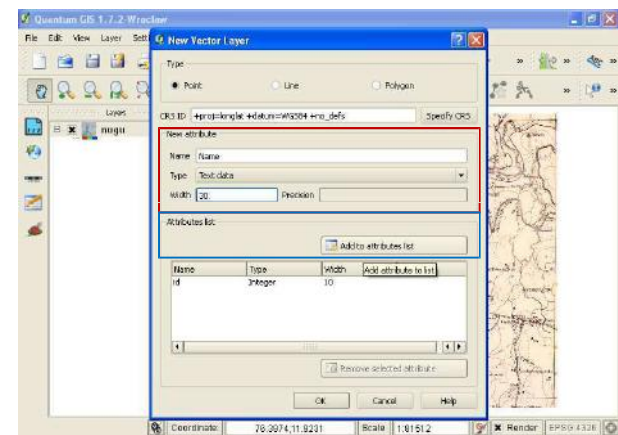 Quantum GIS 1.7.2-Wroclaw
File Edit View Layer Setti
New Vector Layer
Type
Point Line Polygon
CRS ID +proj=longlat +datum=WGS84 +no_defs Specify CRS
New attribute
Name Name
Type Text data
Width 30 Precision
Attributes list
Add to attributes list
Name Type Width Add attribute to list
id Integer 10
Remove selected attribute
OK Cancel Help
Layers
nugu
Coordinate: 76.3974,11.9231 Scale 1:81512 Render EPSG:4326